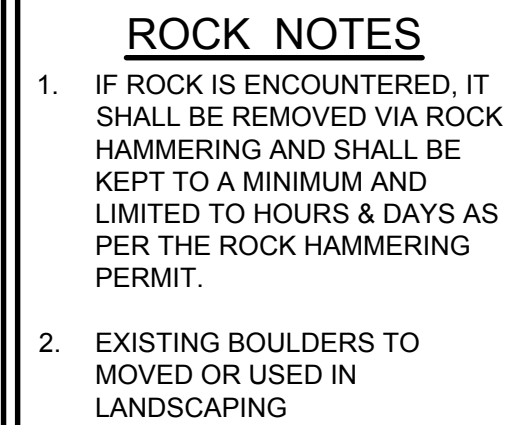 ROCK NOTES
1. IF ROCK IS ENCOUNTERED, IT
SHALL BE REMOVED VIA ROCK
HAMMERING AND SHALL BE
KEPT TO A MINIMUM AND
LIMITED TO HOURS & DAYS AS
PER THE ROCK HAMMERING
PERMIT.
2. EXISTING BOULDERS TO
MOVED OR USED IN
LANDSCAPING